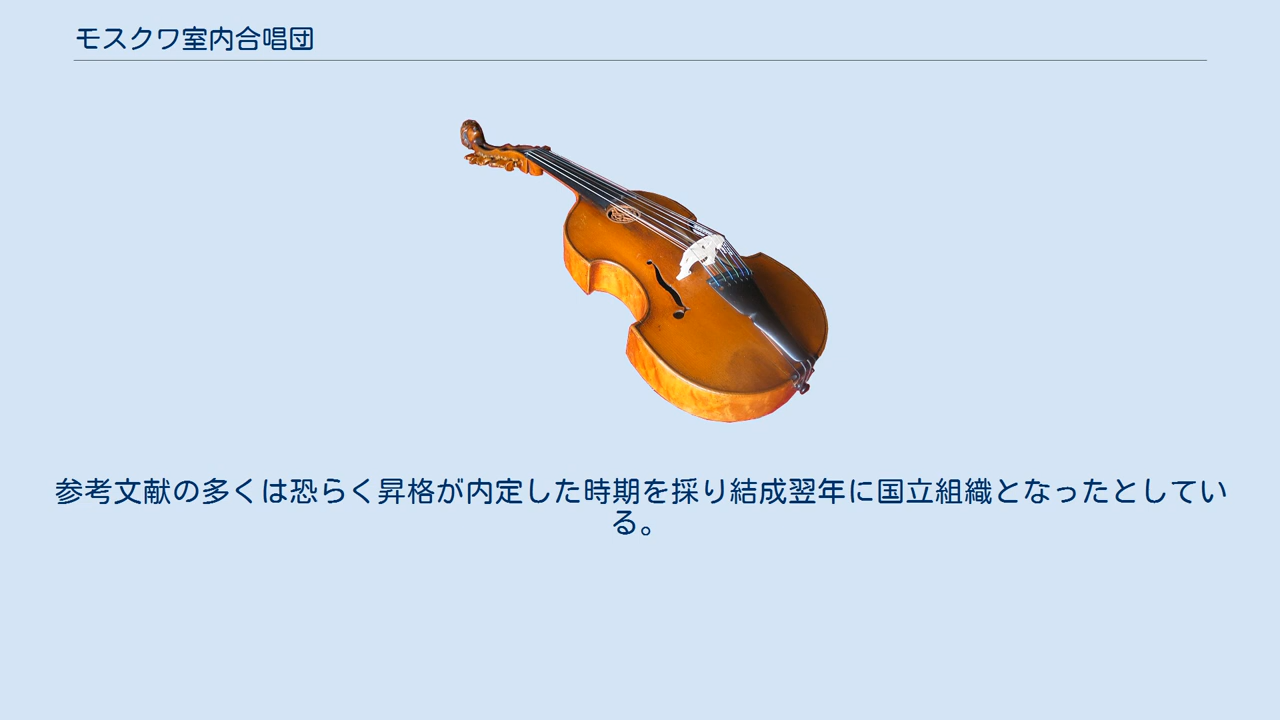 モスクワ室内合唱団
参考文献の多くは恐らく昇格が内定した時期を採り結成翌年に国立組織となったとしてい
る。